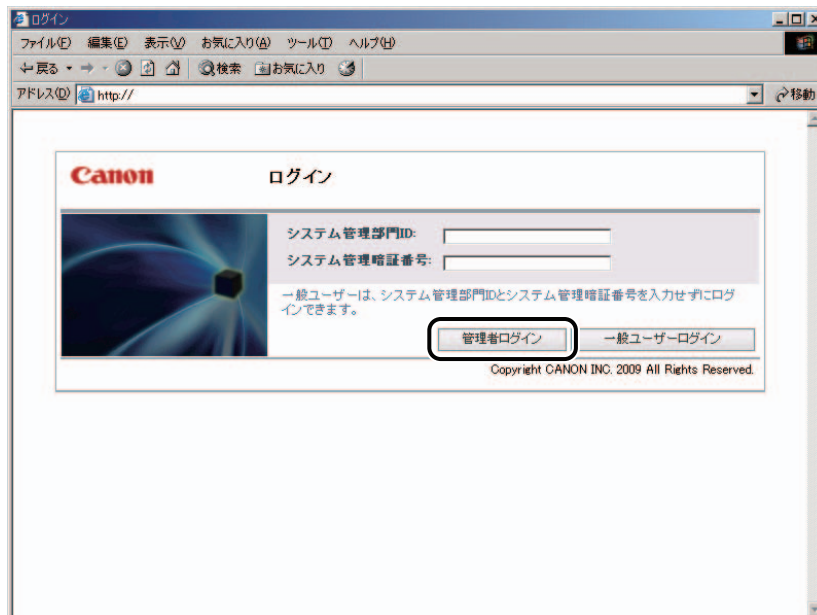 ログイン
ファイル(F) 編集(E) 表示(V) お気に入り(A) ツール(T) ヘルプ(H)
戻る 検索 お気に入り
アドレス(D) http:// 移動
Canon ログイン
システム管理部門ID:
システム管理暗証番号:
一般ユーザーは、システム管理部門IDとシステム管理暗証番号を入力せずにログ
インできます。
管理者ログイン 一般ユーザーログイン
Copyright CANON INC. 2009 All Rights Reserved.